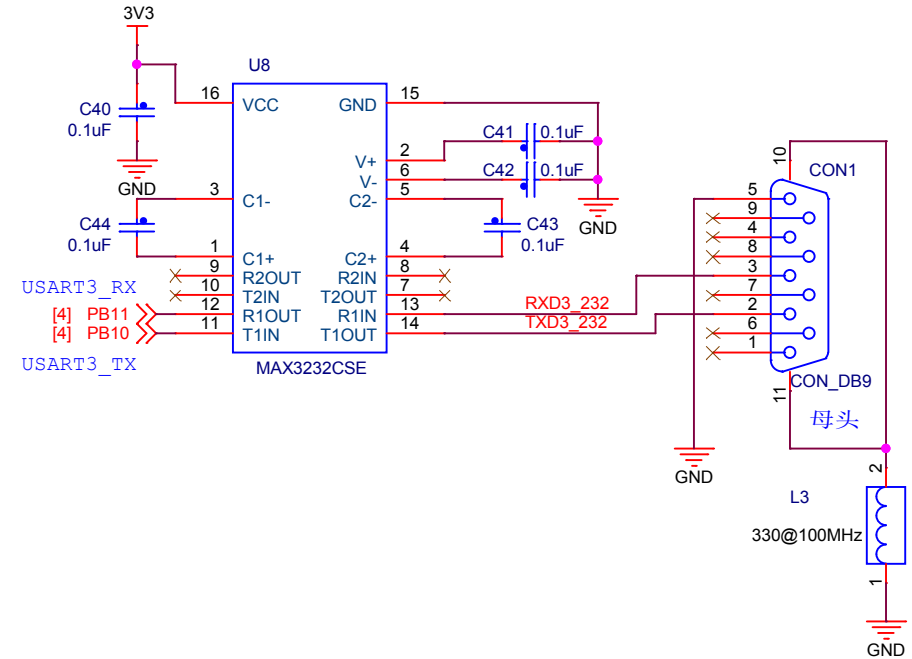 3V3
U8
C40
0.1uF
GND
16
VCC
GND
15
C41
0.1uF
2
V+
C42
0.1uF
6
V-
3
C1-
C2-
5
GND
C44
0.1uF
C43
0.1uF
1
C1+
C2+
4
9
R2OUT
R2IN
8
USART3_RX
10
T2IN
T2OUT
7
[4] PB11
12
R1OUT
R1IN
13
RXD3_232
[4] PB10
11
T1IN
T1OUT
14
TXD3_232
USART3_TX
MAX3232CSE
10
CON1
5
9
4
8
3
7
2
6
1
11
CON_DB9
母头
GND
2
L3
330@100MHz
1
GND